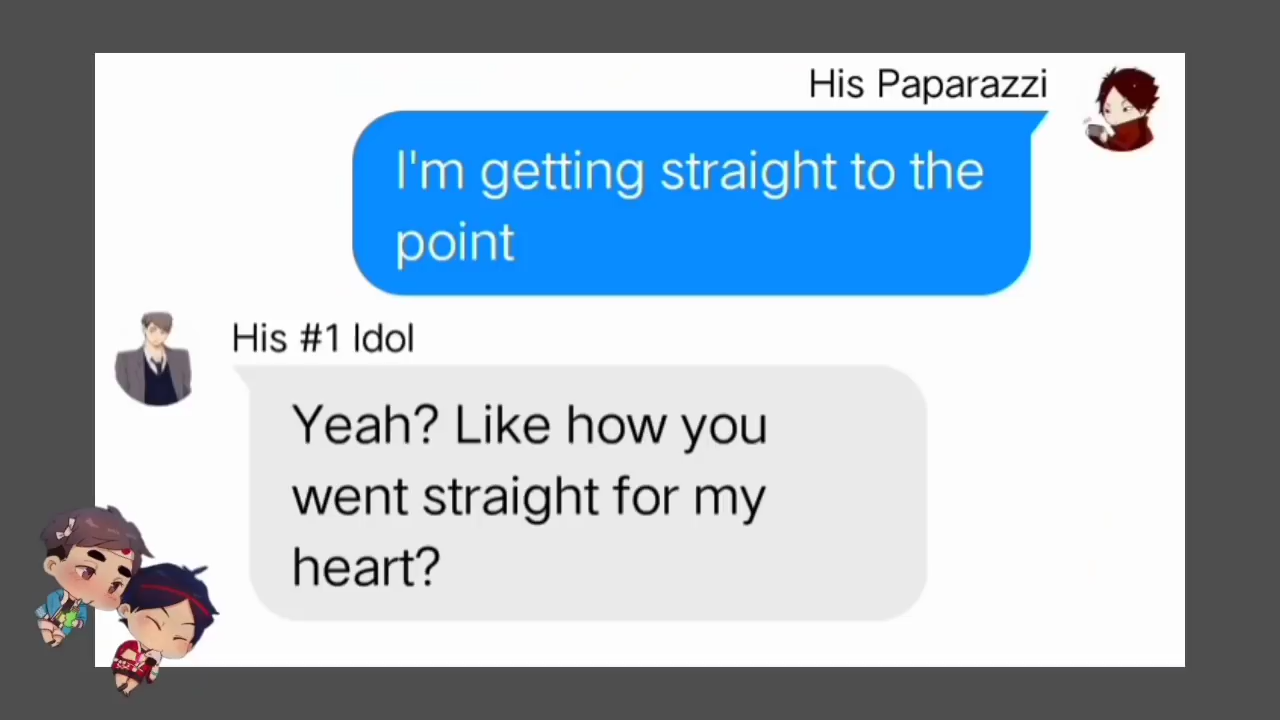 His Paparazzi
I'm getting straight to the
point
His #1 Idol
Yeah? Like how you
went straight for my
heart?